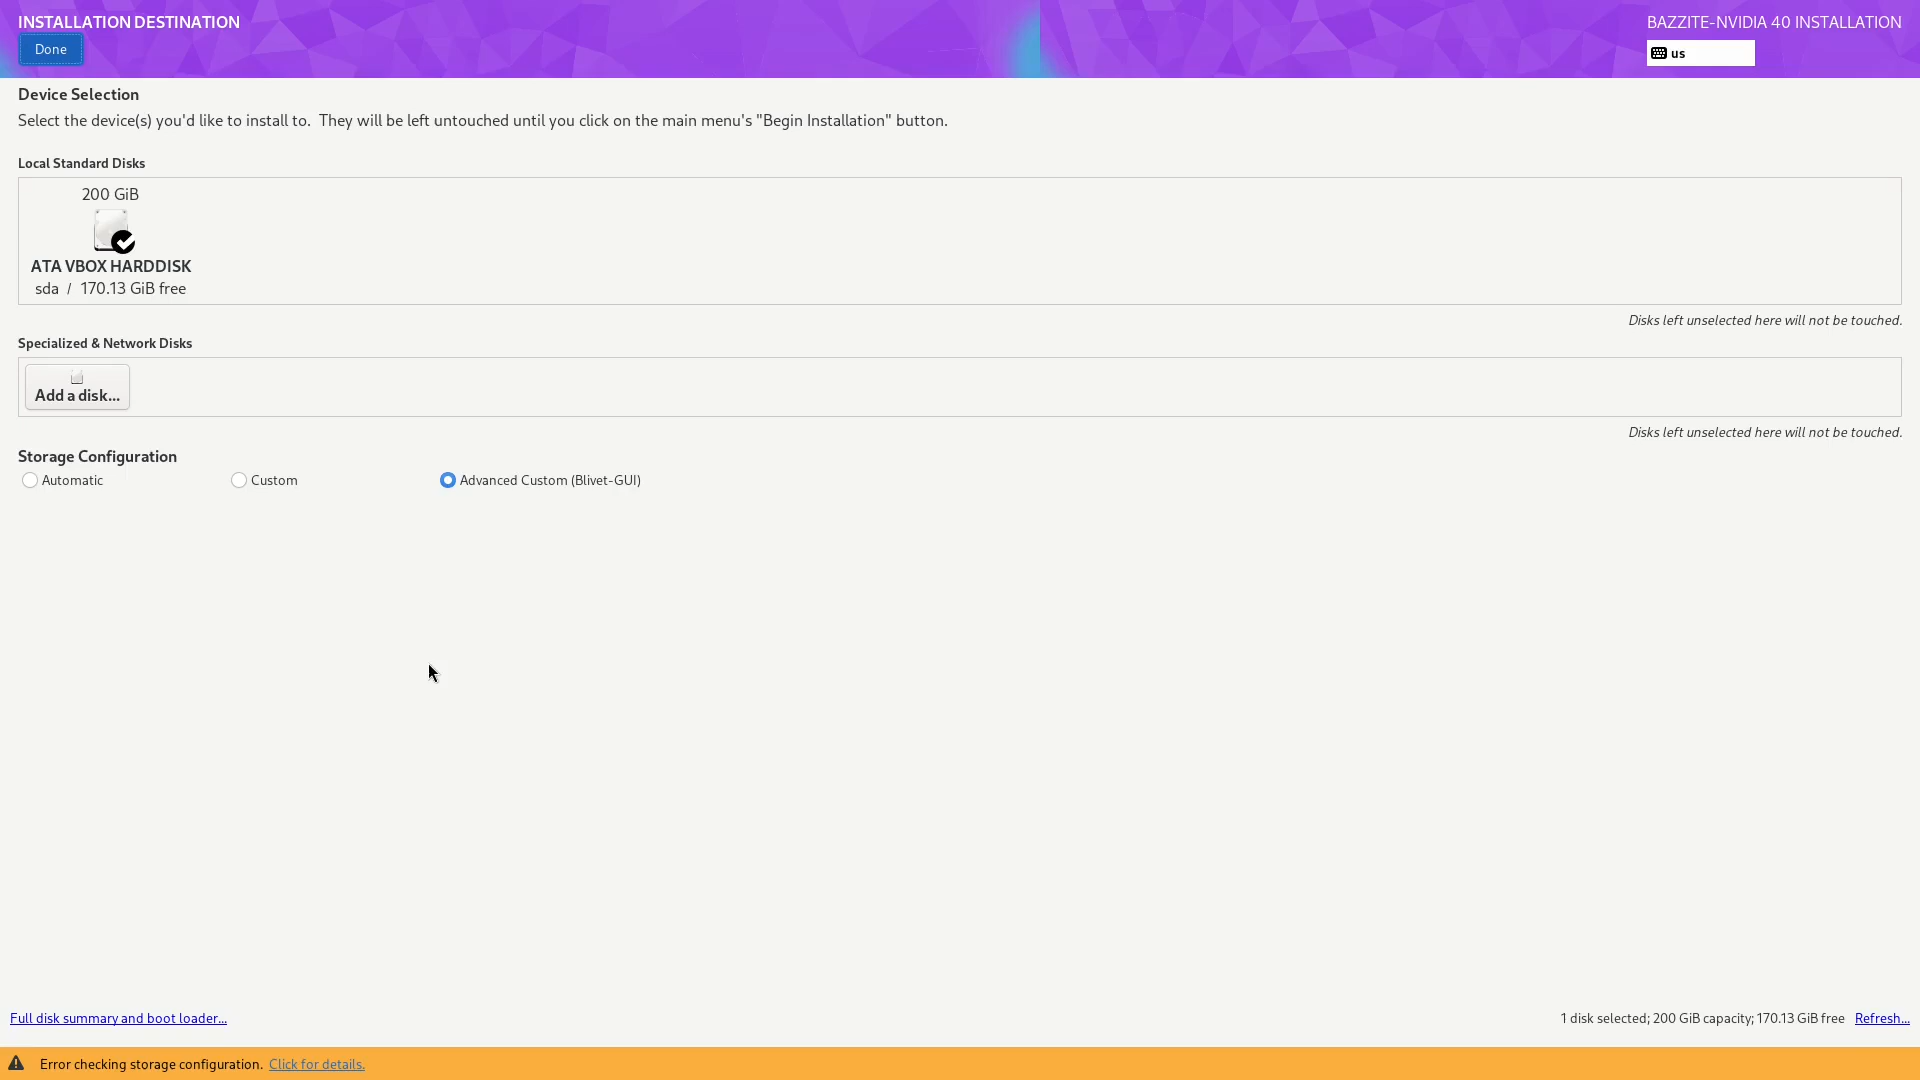 INSTALLATION DESTINATION
BAZZITE-NVIDIA 40 INSTALLATION
Done
us
Device Selection
Select the device(s) you'd like to install to.  They will be left untouched until you click on the main menu's "Begin Installation" button.
Local Standard Disks
200 GiB
ATA VBOX HARDDISK
sda / 170.13 GiB free
Disks left unselected here will not be touched.
Specialized & Network Disks
Add a disk...
Disks left unselected here will not be touched.
Storage Configuration
Automatic
Custom
Advanced Custom (Blivet-GUI)
Full disk summary and boot loader...
1 disk selected; 200 GiB capacity; 170.13 GiB free
Refresh...
Error checking storage configuration. Click for details.